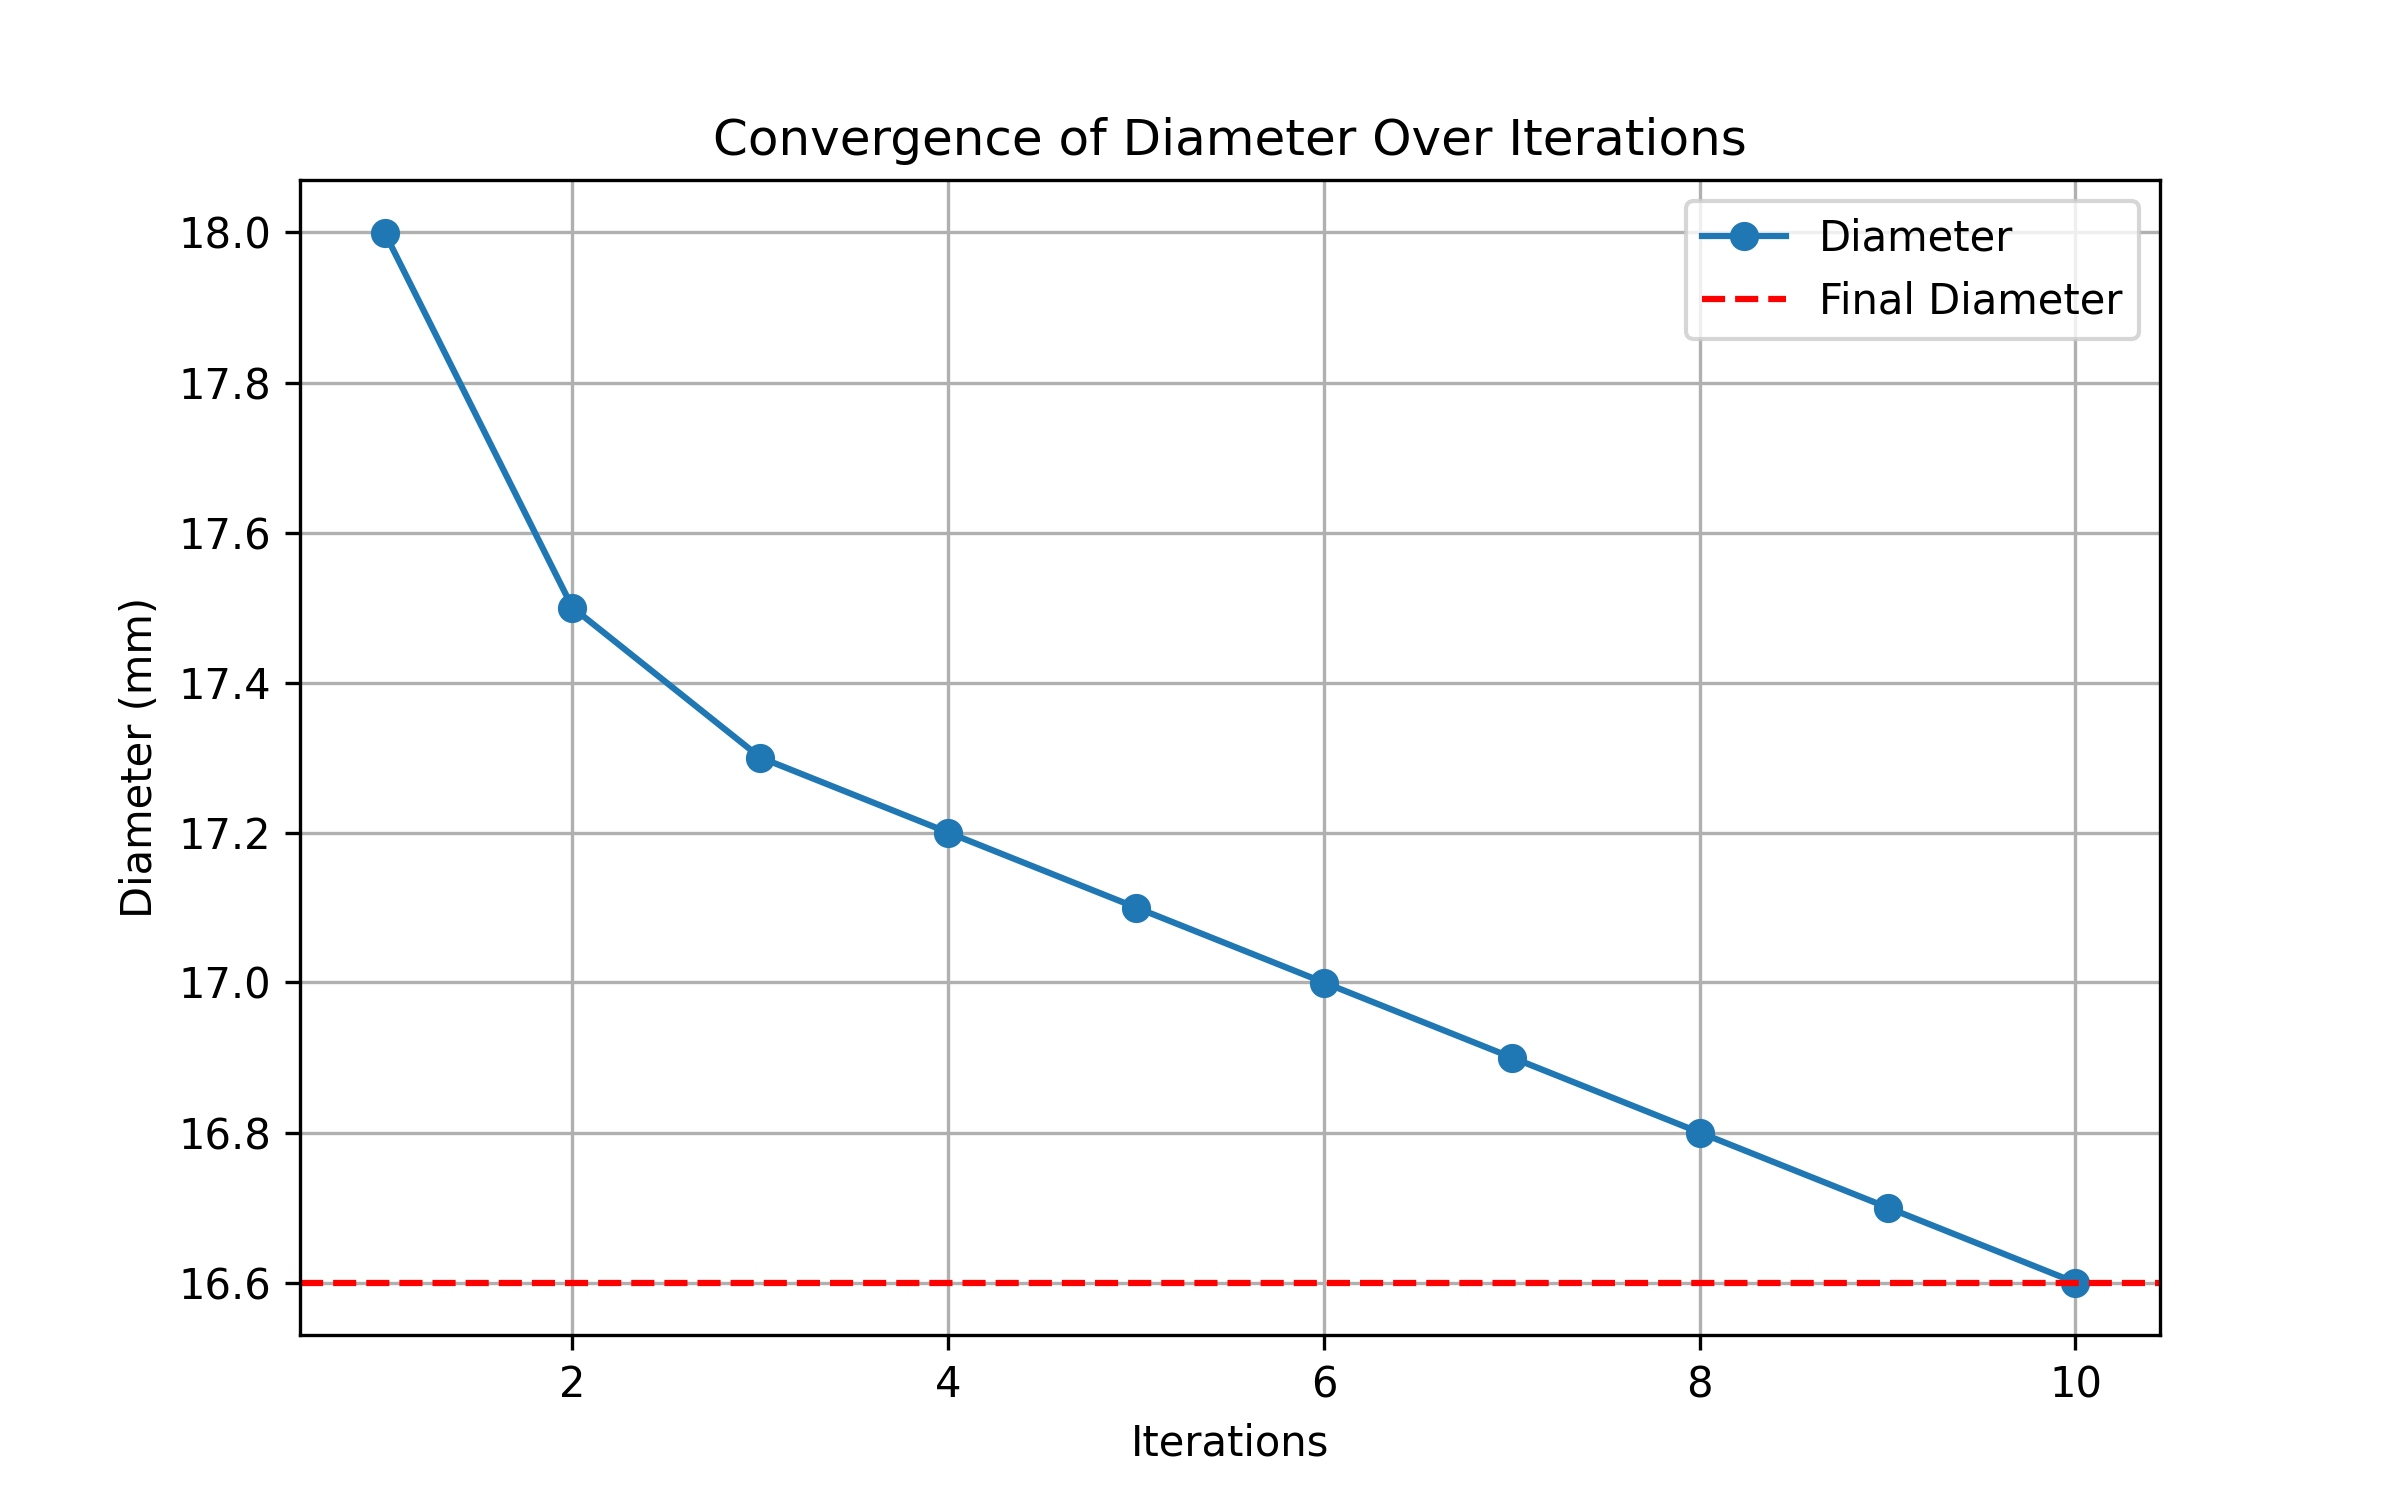 Convergence of Diameter Over Iterations
Diameter
Final Diameter
Diameter (mm)
18.0
17.8
17.6
17.4
17.2
17.0
16.8
16.6
2 4 6 8 10
Iterations